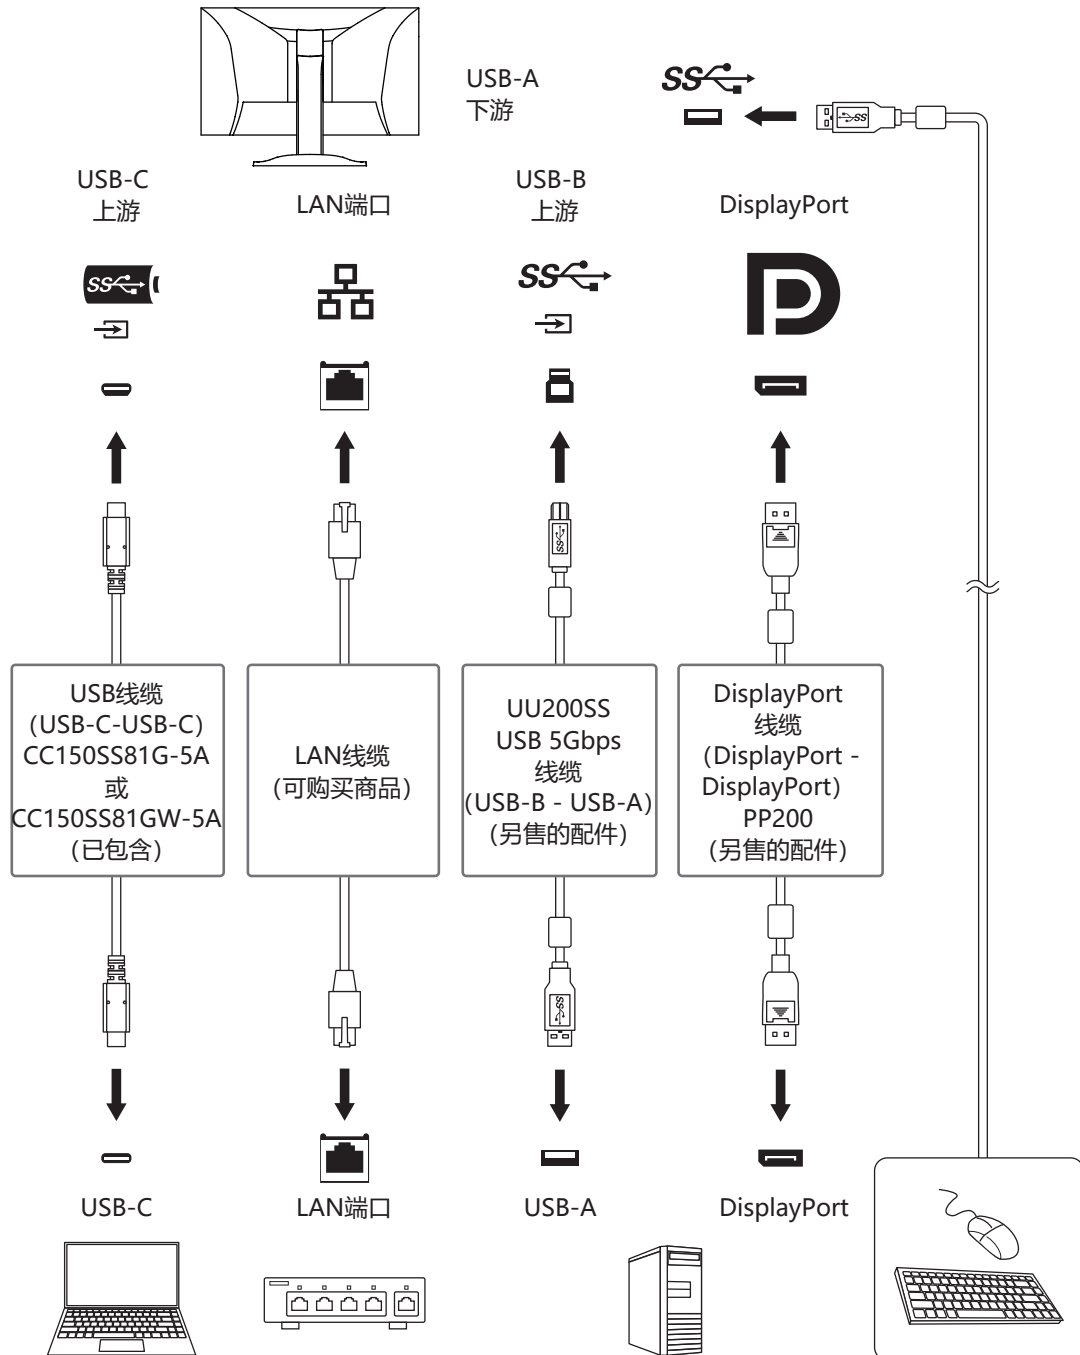 USB-A
下游
USB-C
上游
LAN端口
USB-B
上游
DisplayPort
USB线缆
(USB-C-USB-C)
CC150SS81G-5A
或
CC150SS81GW-5A
(已包含)
LAN线缆
(可购买商品)
UU200SS
USB 5Gbps
线缆
(USB-B - USB-A)
(另售的配件)
DisplayPort
线缆
(DisplayPort -
DisplayPort)
PP200
(另售的配件)
USB-C
LAN端口
USB-A
DisplayPort